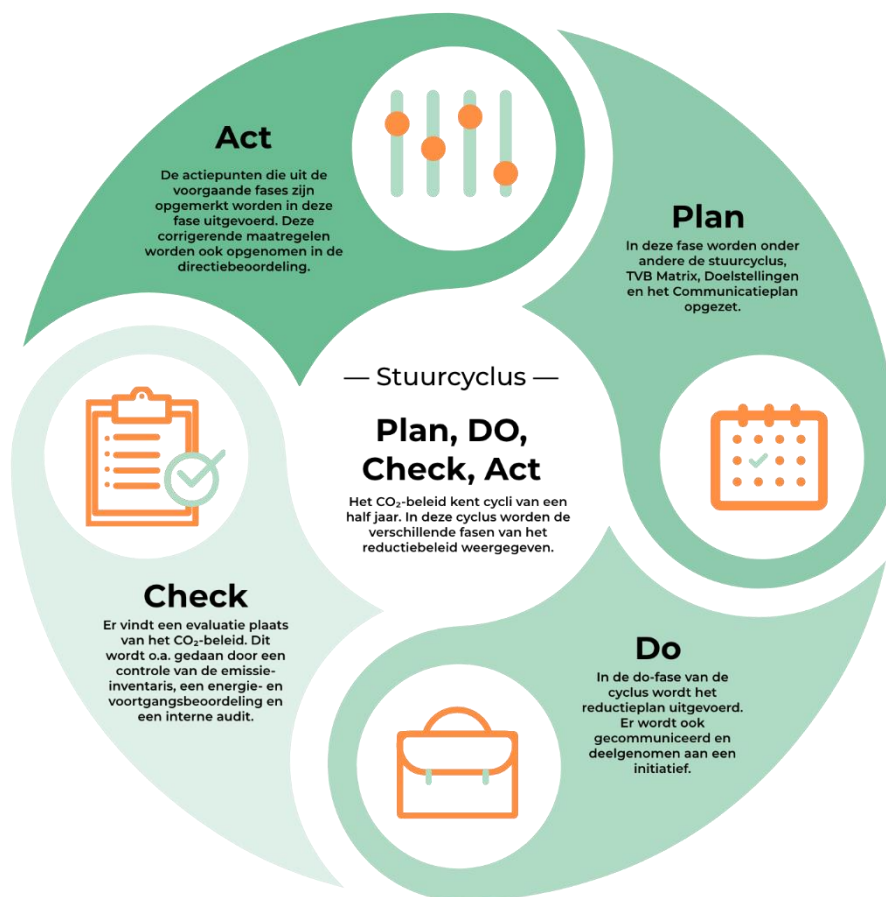 — Stuurcyclus —
Plan, DO,
Check, Act
Het CO₂-beleid kent cycli van een
half jaar. In deze cyclus worden de
verschillende fasen van het
reductiebeleid weergegeven.
Plan
In deze fase worden onder
andere de stuurcyclus,
TVB Matrix, Doelstellingen
en het Communicatieplan
opgezet.
Do
In de do-fase van de
cyclus wordt het
reductieplan uitgevoerd.
Er wordt ook
gecommuniceerd en
deelgenomen aan een
initiatief.
Check
Er vindt een evaluatie plaats
van het CO₂-beleid. Dit
wordt o.a. gedaan door een
controle van de emissie-
inventaris, een energie- en
voortgangsbeoordeling en
een interne audit.
Act
De actiepunten die uit de
voorgaande fases zijn
opgemerkt worden in deze
fase uitgevoerd. Deze
corrigerende maatregelen
worden ook opgenomen in de
directiebeoordeling.